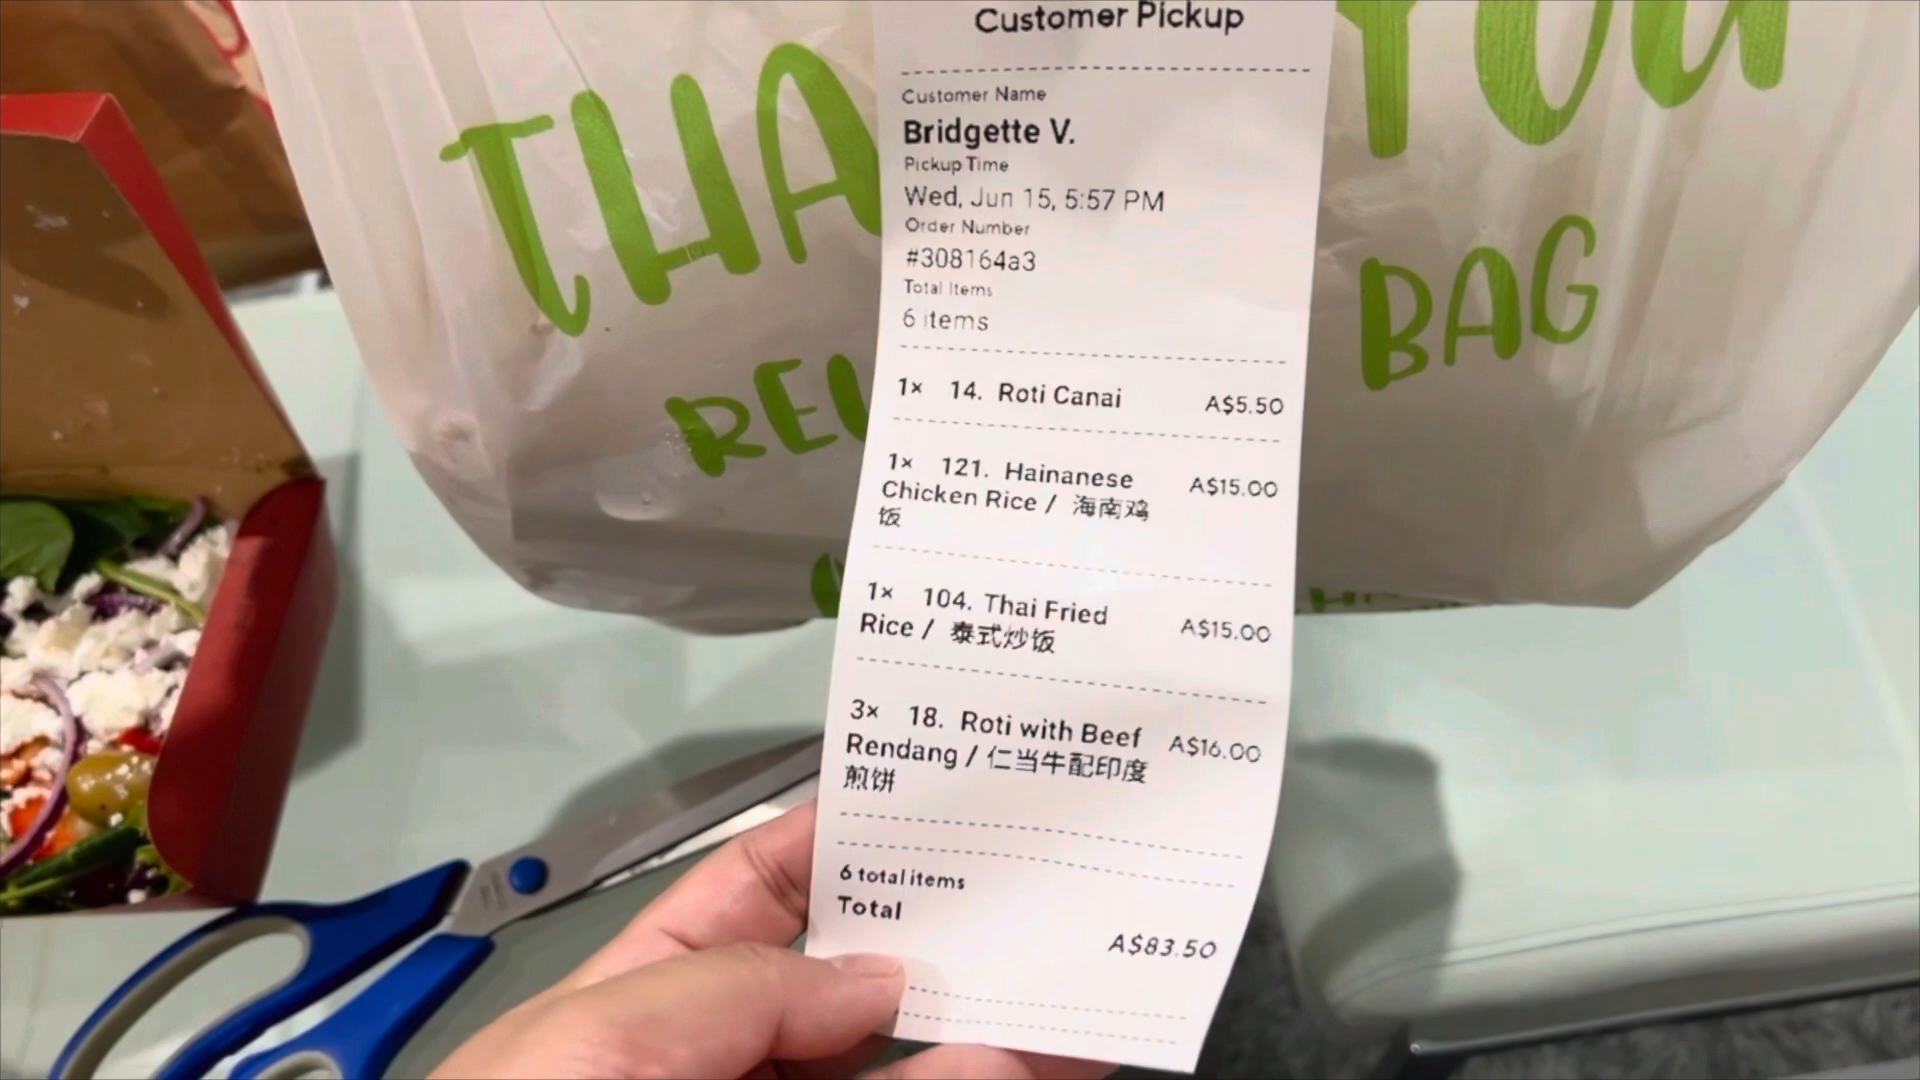 Customer Pickup
Customer Name
Bridgette V.
Pickup Time
Wed, Jun 15, 5:57 PM
Order Number
#308164a3
Total Items
6 items
1× 14. Roti Canai A$5.50
1× 121. Hainanese A$15.00
Chicken Rice / 海南鸡
饭
1× 104. Thai Fried A$15.00
Rice / 泰式炒饭
3× 18. Roti with Beef A$16.00
Rendang / 仁当牛配印度
煎饼
6 total items
Total
A$83.50
THA
YOU
REU
BAG